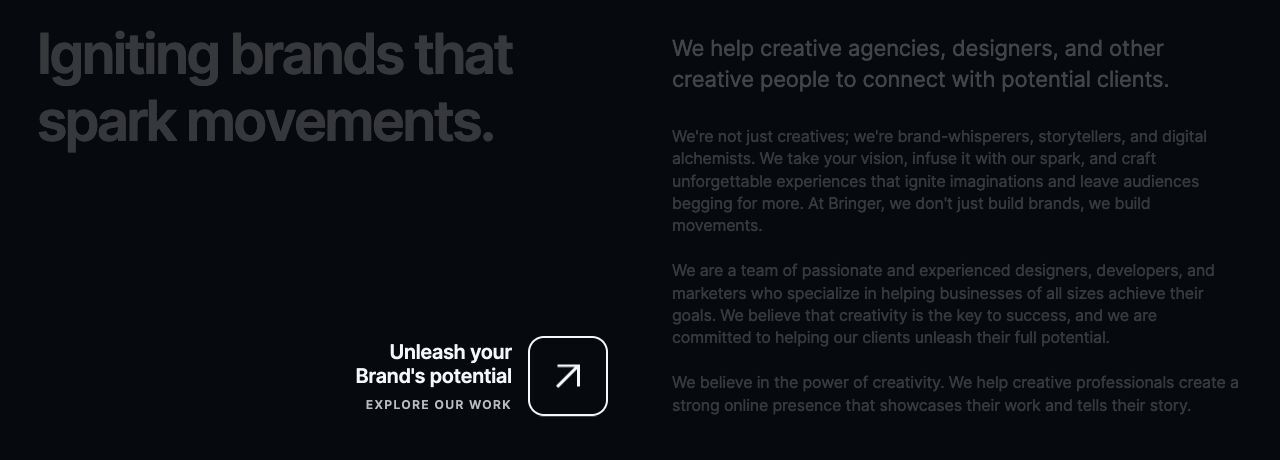 Igniting brands that
spark movements.
Unleash your
Brand's potential
EXPLORE OUR WORK
We help creative agencies, designers, and other
creative people to connect with potential clients.
We're not just creatives; we're brand-whisperers, storytellers, and digital
alchemists. We take your vision, infuse it with our spark, and craft
unforgettable experiences that ignite imaginations and leave audiences
begging for more. At Bringer, we don't just build brands, we build
movements.
We are a team of passionate and experienced designers, developers, and
marketers who specialize in helping businesses of all sizes achieve their
goals. We believe that creativity is the key to success, and we are
committed to helping our clients unleash their full potential.
We believe in the power of creativity. We help creative professionals create a
strong online presence that showcases their work and tells their story.